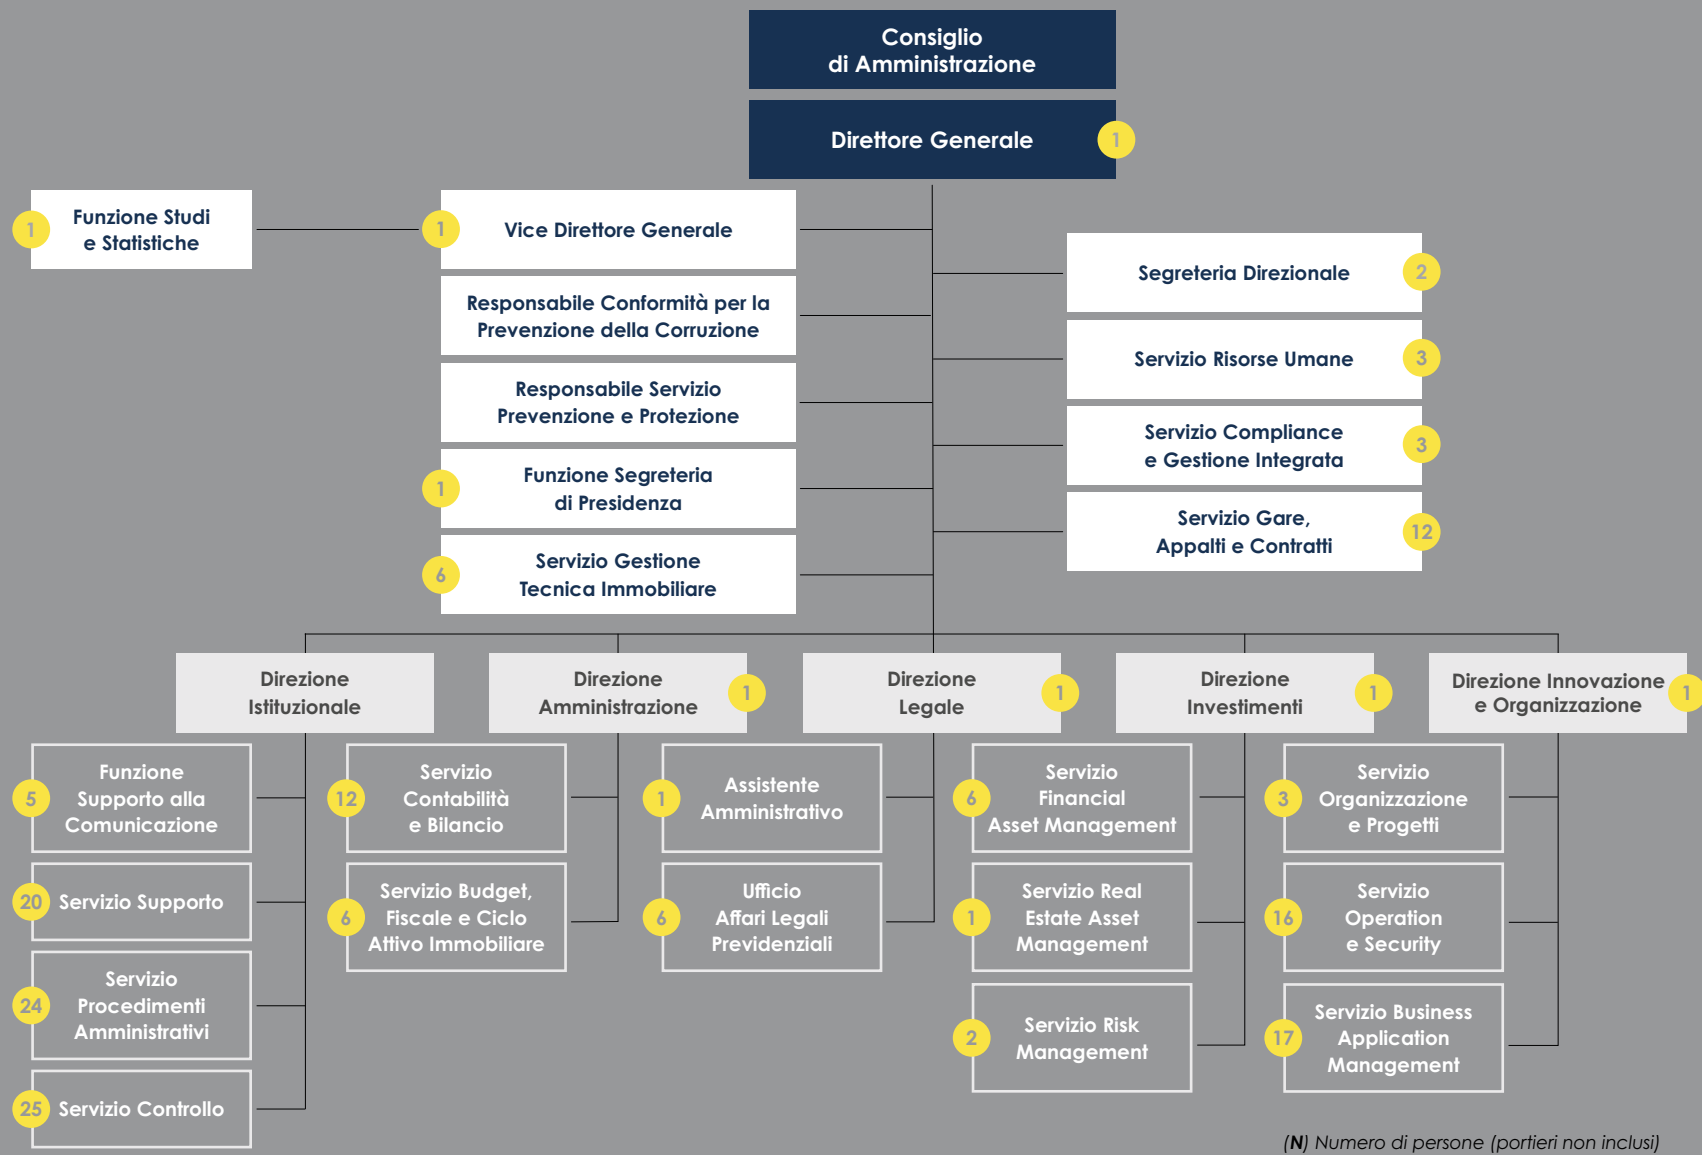 Consiglio
di Amministrazione
Direttore Generale
1
1
Funzione Studi
e Statistiche
1
Vice Direttore Generale
Responsabile Conformità per la
Prevenzione della Corruzione
Responsabile Servizio
Prevenzione e Protezione
1
Funzione Segreteria
di Presidenza
6
Servizio Gestione
Tecnica Immobiliare
Segreteria Direzionale
2
Servizio Risorse Umane
3
Servizio Compliance
e Gestione Integrata
3
Servizio Gare,
Appalti e Contratti
12
Direzione
Istituzionale
5
Funzione
Supporto alla
Comunicazione
20
Servizio Supporto
24
Servizio
Procedimenti
Amministrativi
25
Servizio Controllo
Direzione
Amministrazione
1
12
Servizio
Contabilità
e Bilancio
6
Servizio Budget,
Fiscale e Ciclo
Attivo Immobiliare
Direzione
Legale
1
1
Assistente
Amministrativo
6
Ufficio
Affari Legali
Previdenziali
Direzione
Investimenti
1
6
Servizio
Financial
Asset Management
1
Servizio Real
Estate Asset
Management
2
Servizio Risk
Management
Direzione Innovazione
e Organizzazione
1
3
Servizio
Organizzazione
e Progetti
16
Servizio
Operation
e Security
17
Servizio Business
Application
Management
(N) Numero di persone (portieri non inclusi)